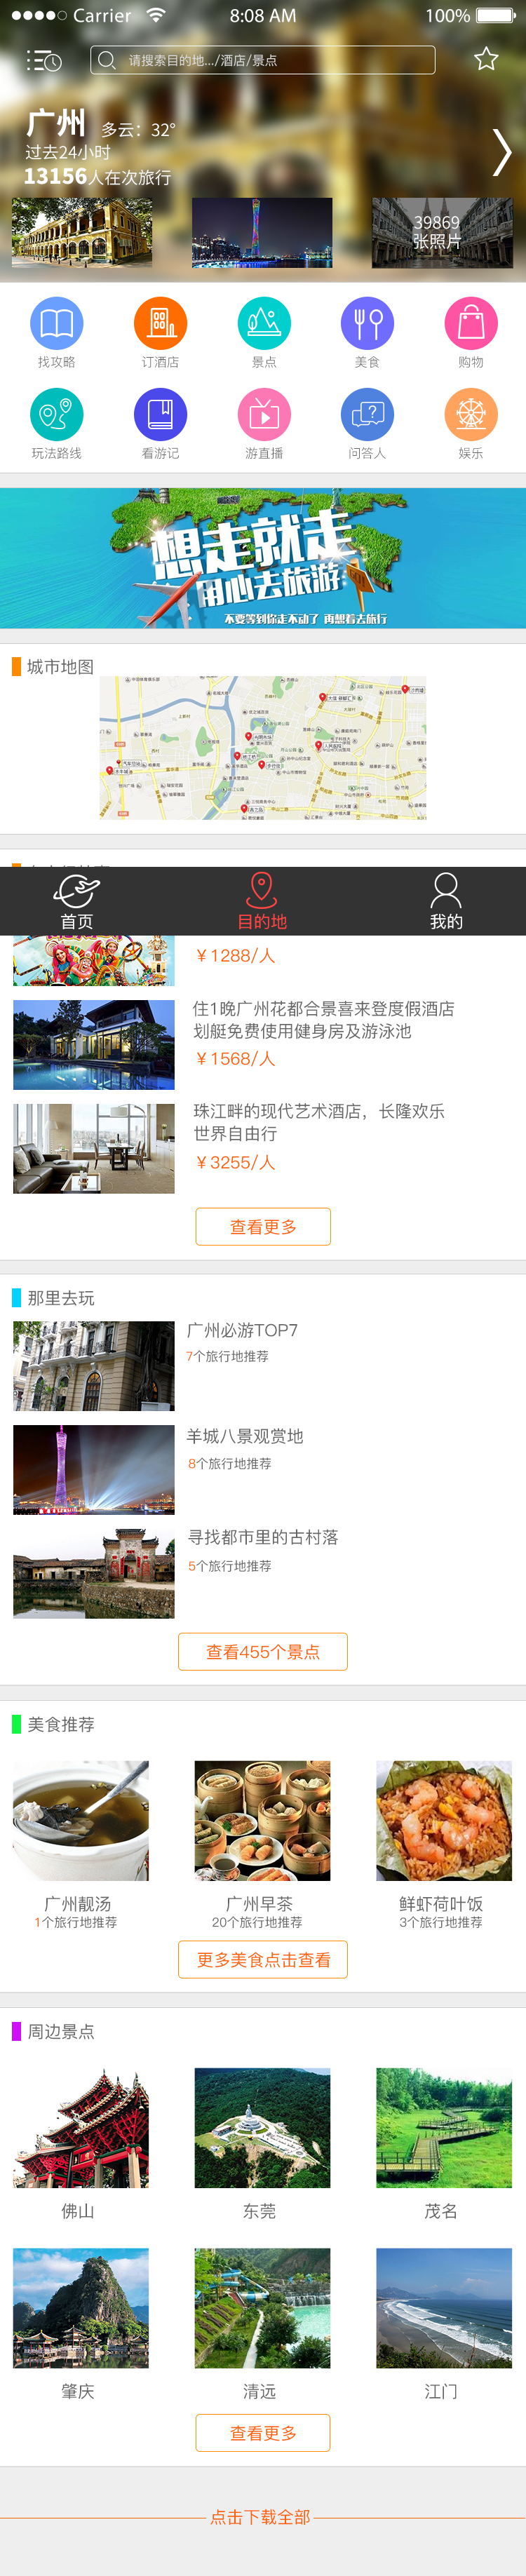 Carrier
8:08 AM
100%
请搜索目的地.../酒店/景点
广州 多云：32°
过去24小时
13156人在次旅行
39869
张照片
找攻略 订酒店 景点 美食 购物
玩法路线 看游记 游直播 问答人 娱乐
想走就走
用心去旅游
不要等到你走不动了 再想着去旅行
城市地图
首页 目的地 我的
￥1288/人
住1晚广州花都合景喜来登度假酒店
划艇免费使用健身房及游泳池
￥1568/人
珠江畔的现代艺术酒店，长隆欢乐
世界自由行
￥3255/人
查看更多
那里去玩
广州必游TOP7
7个旅行地推荐
羊城八景观赏地
8个旅行地推荐
寻找都市里的古村落
5个旅行地推荐
查看455个景点
美食推荐
广州靓汤 广州早茶 鲜虾荷叶饭
1个旅行地推荐 20个旅行地推荐 3个旅行地推荐
更多美食点击查看
周边景点
佛山 东莞 茂名
肇庆 清远 江门
查看更多
点击下载全部